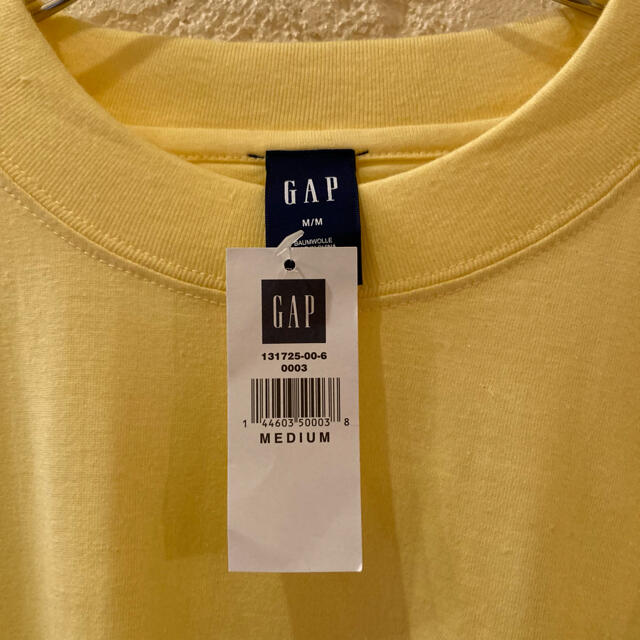 GAP
M/M
BAUMWOLLE
GAP
131725-00-6
0003
1 44603 50003 8
MEDIUM